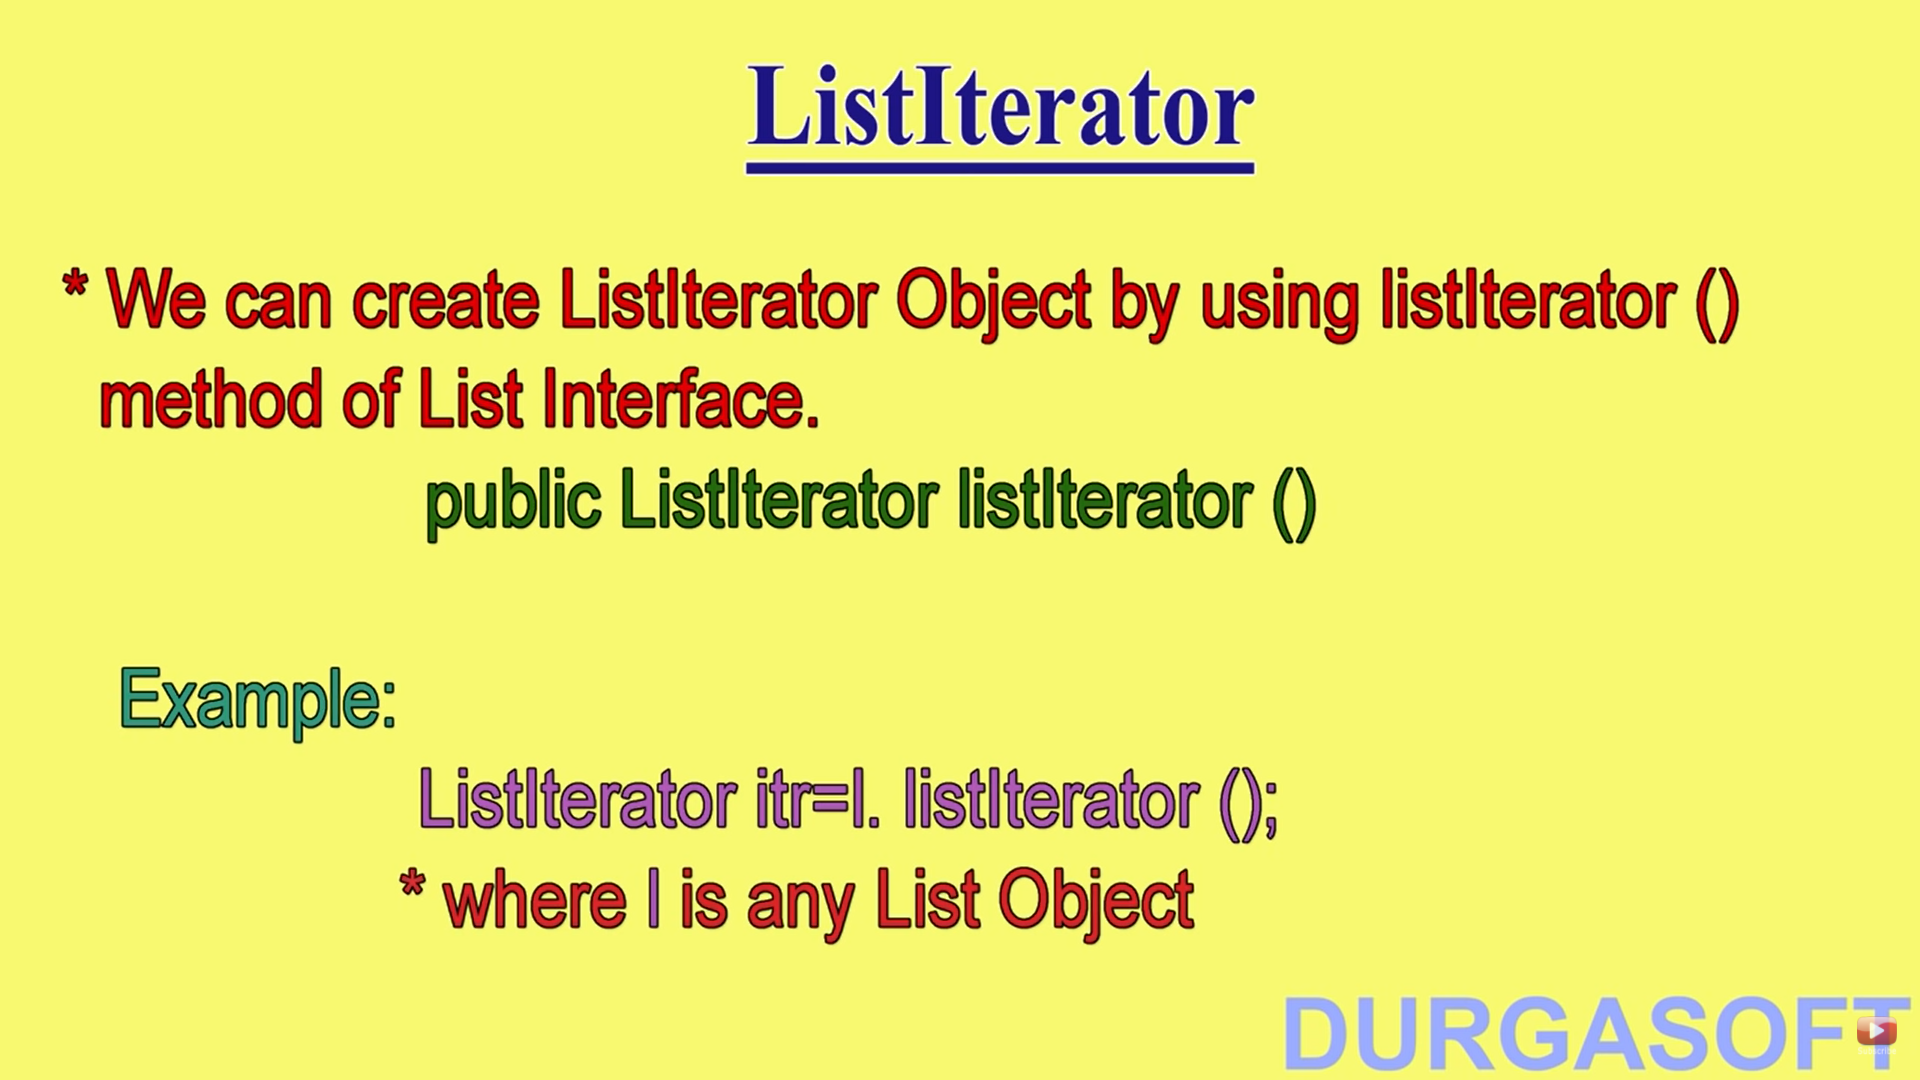 ListIterator
* We can create ListIterator Object by using listIterator ()
method of List Interface.
public ListIterator listIterator ()
Example:
ListIterator itr=l. listIterator ();
* where l is any List Object
DURGASOFT